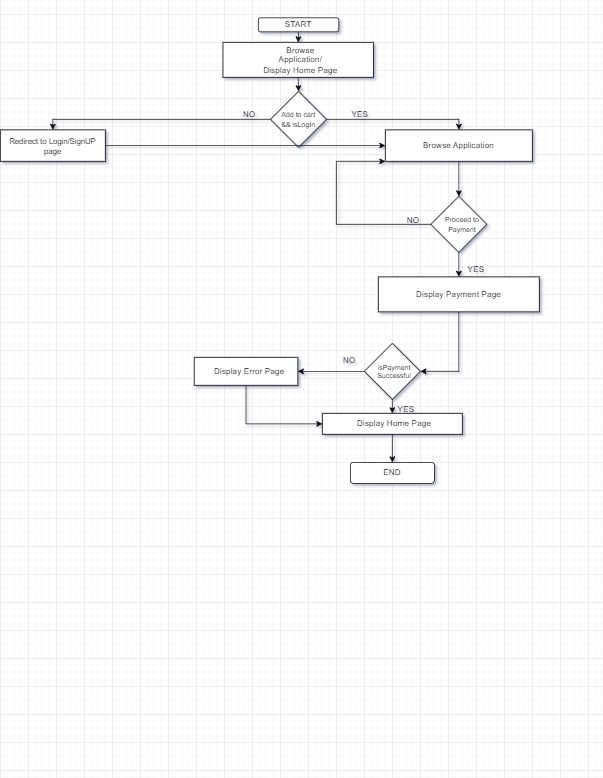 START
Browse
Application/
Display Home Page
NO
Add to cart
&& isLogin
YES
Redirect to Login/SignUP
page
Browse Application
NO
Proceed to
Payment
YES
Display Payment Page
NO
isPayment
Successful
Display Error Page
YES
Display Home Page
END